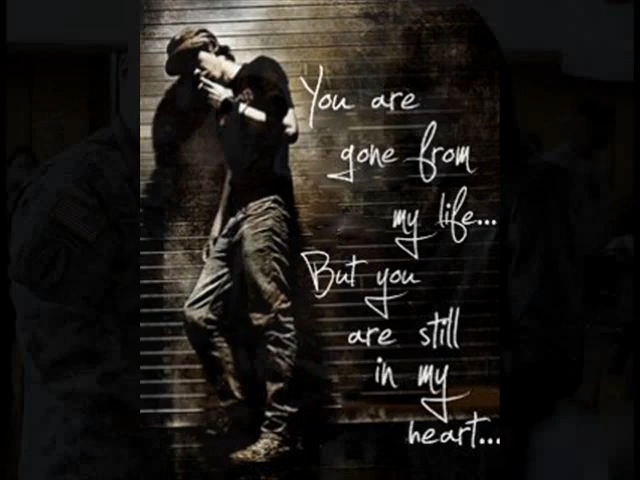 You are
gone from
my life...
But you
are still
in my
heart...